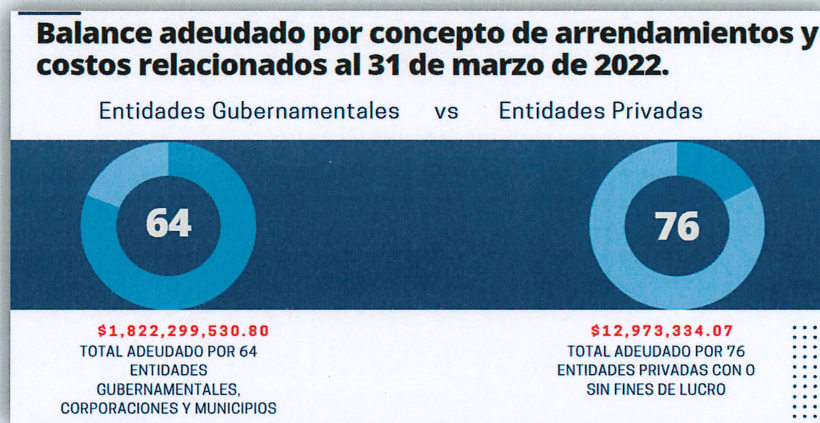 Balance adeudado por concepto de arrendamientos y
costos relacionados al 31 de marzo de 2022.
Entidades Gubernamentales vs Entidades Privadas
64
76
$1,822,299,530.80
TOTAL ADEUDADO POR 64
ENTIDADES
GUBERNAMENTALES,
CORPORACIONES Y MUNICIPIOS
$12,973,334.07
TOTAL ADEUDADO POR 76
ENTIDADES PRIVADAS CON O
SIN FINES DE LUCRO